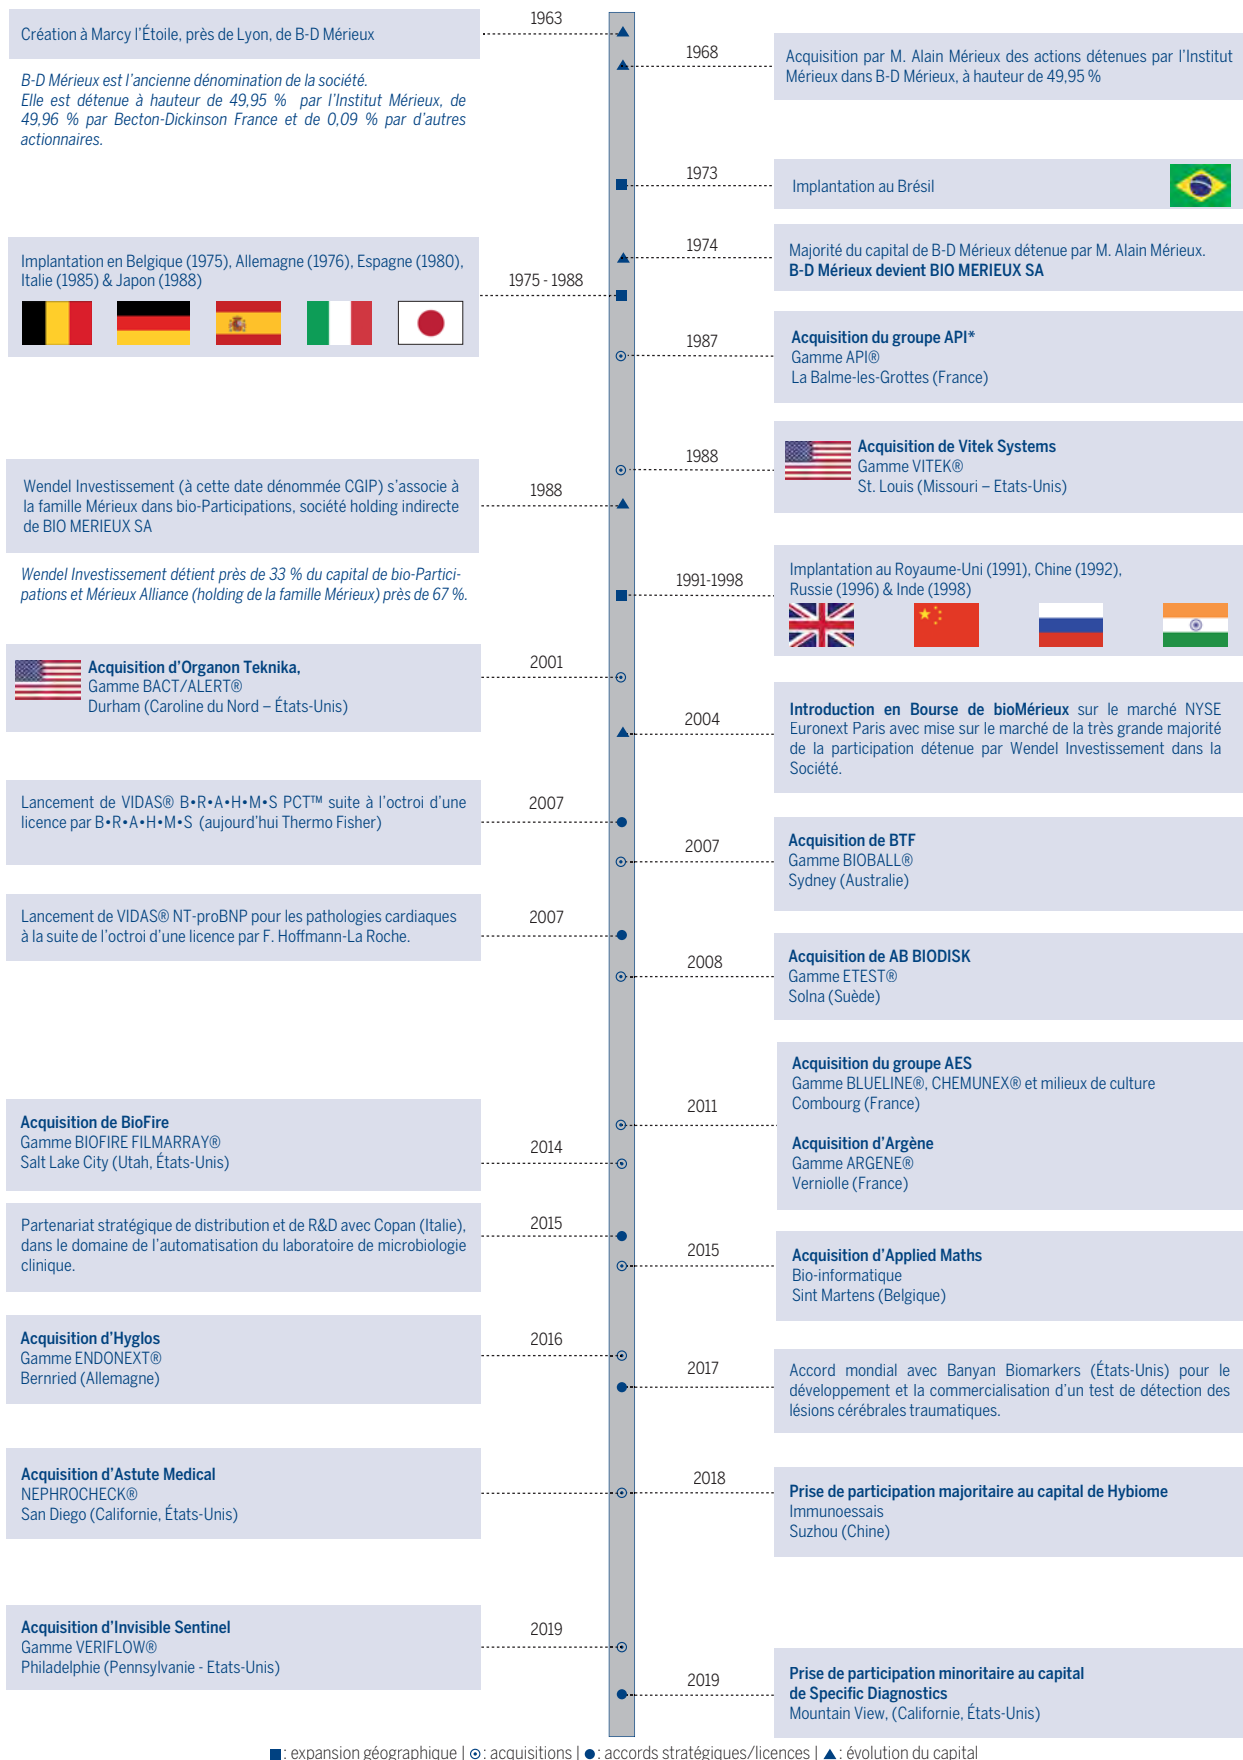 1963
Création à Marcy l'Étoile, près de Lyon, de B-D Mérieux
B-D Mérieux est l'ancienne dénomination de la société.
Elle est détenue à hauteur de 49,95 % par l'Institut Mérieux, de
49,96 % par Becton-Dickinson France et de 0,09 % par d'autres
actionnaires.
1968
Acquisition par M. Alain Mérieux des actions détenues par l'Institut
Mérieux dans B-D Mérieux, à hauteur de 49,95 %
1973
Implantation au Brésil
1974
Majorité du capital de B-D Mérieux détenue par M. Alain Mérieux.
B-D Mérieux devient BIO MERIEUX SA
1975 - 1988
Implantation en Belgique (1975), Allemagne (1976), Espagne (1980),
Italie (1985) & Japon (1988)
1987
Acquisition du groupe API*
Gamme API®
La Balme-les-Grottes (France)
1988
Acquisition de Vitek Systems
Gamme VITEK®
St. Louis (Missouri – Etats-Unis)
1988
Wendel Investissement (à cette date dénommée CGIP) s'associe à
la famille Mérieux dans bio-Participations, société holding indirecte
de BIO MERIEUX SA
Wendel Investissement détient près de 33 % du capital de bio-Partici-
pations et Mérieux Alliance (holding de la famille Mérieux) près de 67 %.
1991-1998
Implantation au Royaume-Uni (1991), Chine (1992),
Russie (1996) & Inde (1998)
2001
Acquisition d'Organon Teknika,
Gamme BACT/ALERT®
Durham (Caroline du Nord – États-Unis)
2004
Introduction en Bourse de bioMérieux sur le marché NYSE
Euronext Paris avec mise sur le marché de la très grande majorité
de la participation détenue par Wendel Investissement dans la
Société.
2007
Lancement de VIDAS® B•R•A•H•M•S PCT™ suite à l'octroi d'une
licence par B•R•A•H•M•S (aujourd'hui Thermo Fisher)
2007
Acquisition de BTF
Gamme BIOBALL®
Sydney (Australie)
2007
Lancement de VIDAS® NT-proBNP pour les pathologies cardiaques
à la suite de l'octroi d'une licence par F. Hoffmann-La Roche.
2008
Acquisition de AB BIODISK
Gamme ETEST®
Solna (Suède)
2011
Acquisition du groupe AES
Gamme BLUELINE®, CHEMUNEX® et milieux de culture
Combourg (France)
Acquisition d'Argène
Gamme ARGENE®
Verniolle (France)
2014
Acquisition de BioFire
Gamme BIOFIRE FILMARRAY®
Salt Lake City (Utah, États-Unis)
2015
Partenariat stratégique de distribution et de R&D avec Copan (Italie),
dans le domaine de l'automatisation du laboratoire de microbiologie
clinique.
2015
Acquisition d'Applied Maths
Bio-informatique
Sint Martens (Belgique)
2016
Acquisition d'Hyglos
Gamme ENDONEXT®
Bernried (Allemagne)
2017
Accord mondial avec Banyan Biomarkers (États-Unis) pour le
développement et la commercialisation d'un test de détection des
lésions cérébrales traumatiques.
2018
Acquisition d'Astute Medical
NEPHROCHECK®
San Diego (Californie, États-Unis)
Prise de participation majoritaire au capital de Hybiome
Immunoessais
Suzhou (Chine)
2019
Acquisition d'Invisible Sentinel
Gamme VERIFLOW®
Philadelphie (Pennsylvanie - Etats-Unis)
2019
Prise de participation minoritaire au capital
de Specific Diagnostics
Mountain View, (Californie, États-Unis)
■ : expansion géographique | ⊙ : acquisitions | ● : accords stratégiques/licences | ▲ : évolution du capital